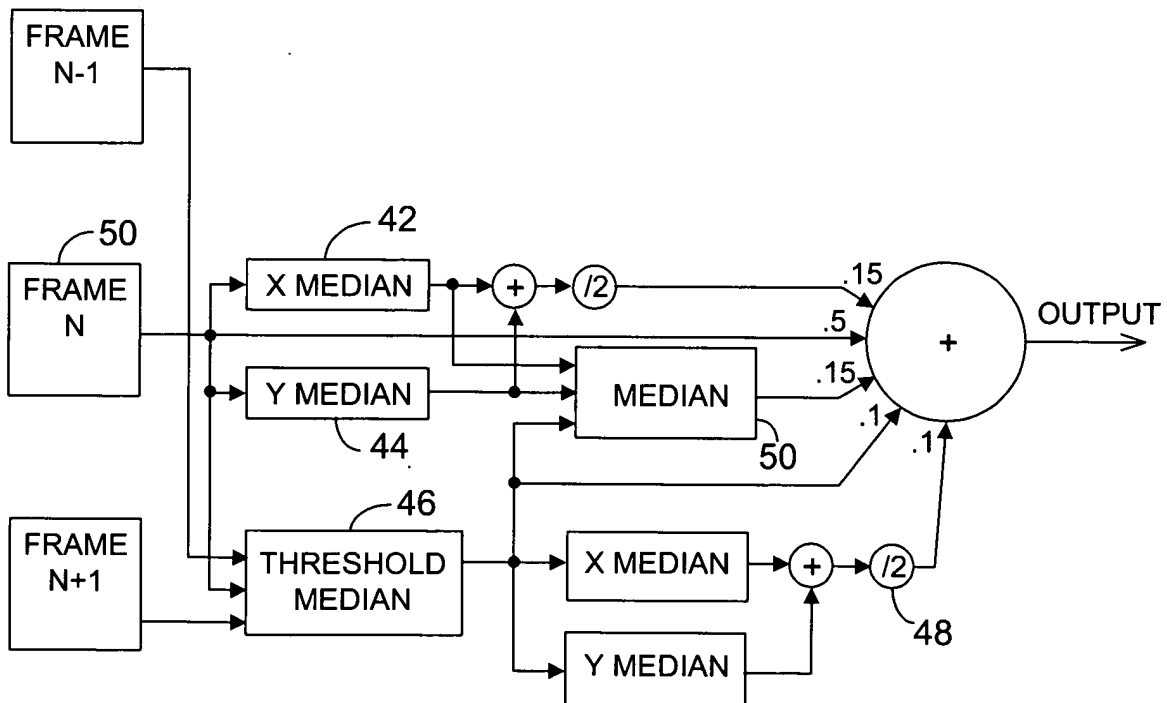 FRAME
N-1
50
FRAME
N
42
X MEDIAN
+
/2
.15
.5
+
OUTPUT
Y MEDIAN
44
MEDIAN
50
.15
.1
.1
46
FRAME
N+1
THRESHOLD
MEDIAN
X MEDIAN
+
/2
48
Y MEDIAN